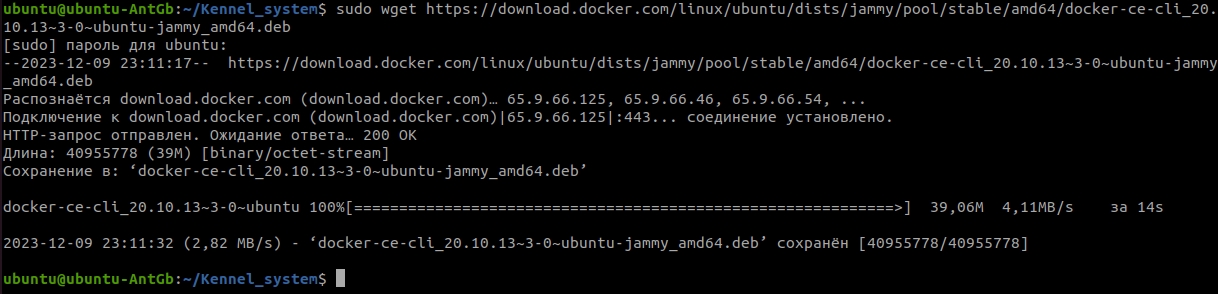 ubuntu@ubuntu-AntGb:~/Kennel_system$ sudo wget https://download.docker.com/linux/ubuntu/dists/jammy/pool/stable/amd64/docker-ce-cli_20.
10.13~3-0~ubuntu-jammy_amd64.deb
[sudo] пароль для ubuntu:
--2023-12-09 23:11:17--  https://download.docker.com/linux/ubuntu/dists/jammy/pool/stable/amd64/docker-ce-cli_20.10.13~3-0~ubuntu-jammy
_amd64.deb
Распознаётся download.docker.com (download.docker.com)… 65.9.66.125, 65.9.66.46, 65.9.66.54, ...
Подключение к download.docker.com (download.docker.com)|65.9.66.125|:443... соединение установлено.
HTTP-запрос отправлен. Ожидание ответа… 200 OK
Длина: 40955778 (39M) [binary/octet-stream]
Сохранение в: ‘docker-ce-cli_20.10.13~3-0~ubuntu-jammy_amd64.deb’
docker-ce-cli_20.10.13~3-0~ubuntu 100%[============================================================>]  39,06M  4,11MB/s    за 14s
2023-12-09 23:11:32 (2,82 MB/s) - ‘docker-ce-cli_20.10.13~3-0~ubuntu-jammy_amd64.deb’ сохранён [40955778/40955778]
ubuntu@ubuntu-AntGb:~/Kennel_system$